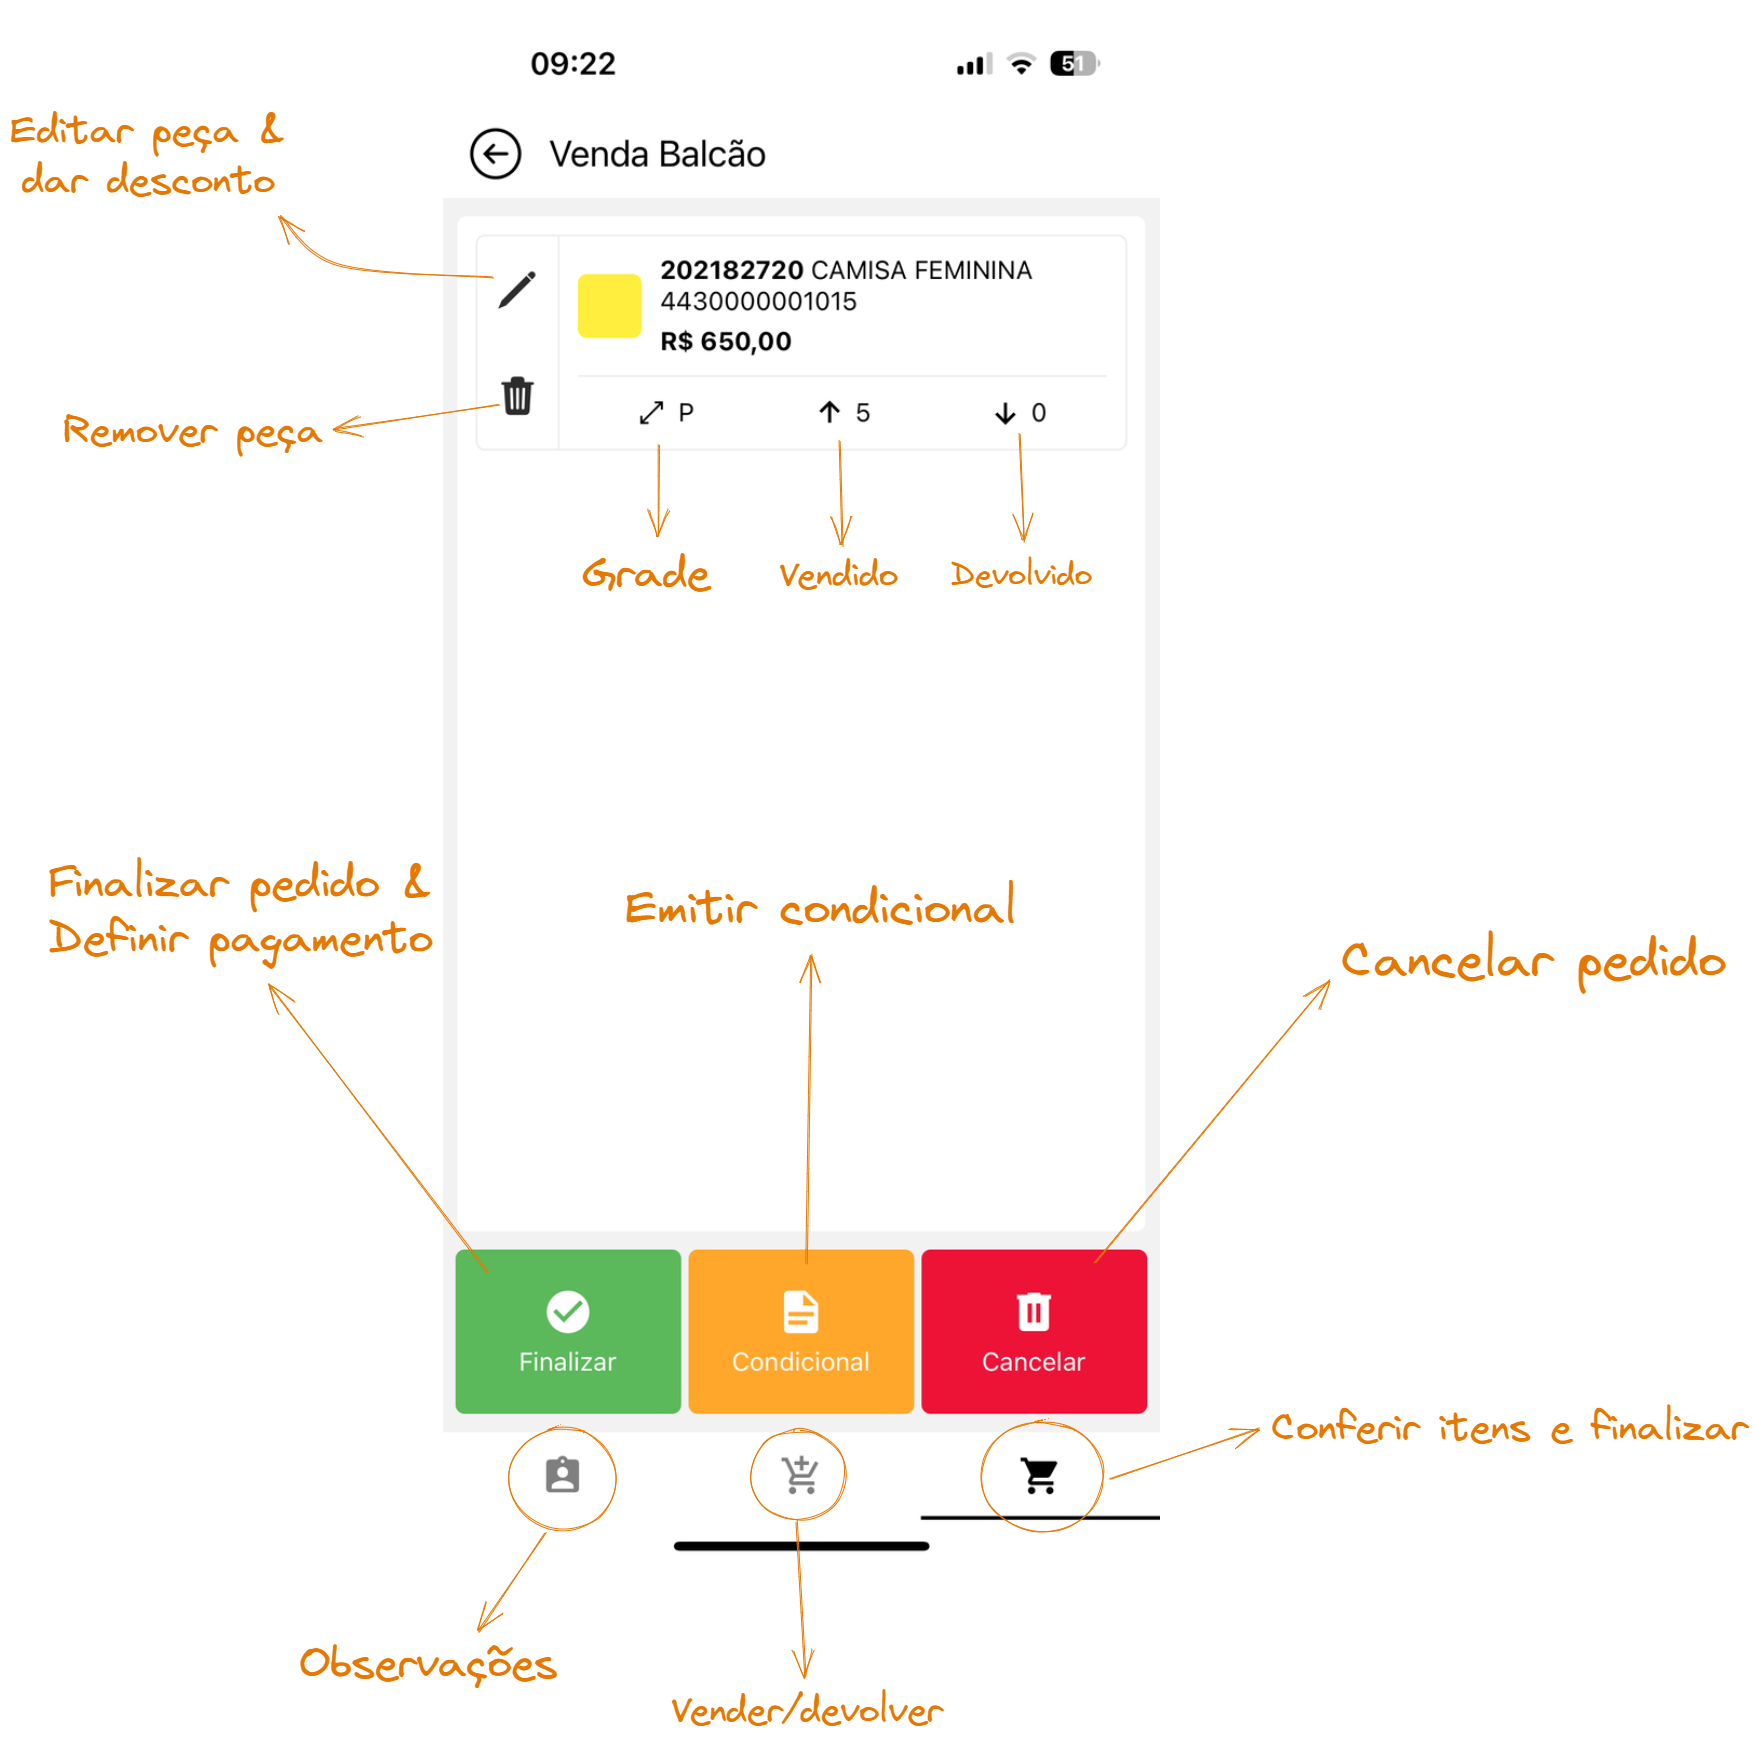 09:22
51
Editar peça &
dar desconto
Venda Balcão
202182720 CAMISA FEMININA
4430000001015
R$ 650,00
P 5 0
Remover peça
Grade
Vendido
Devolvido
Finalizar pedido &
Definir pagamento
Emitir condicional
Cancelar pedido
Finalizar
Condicional
Cancelar
Conferir itens e finalizar
Observações
Vender/devolver